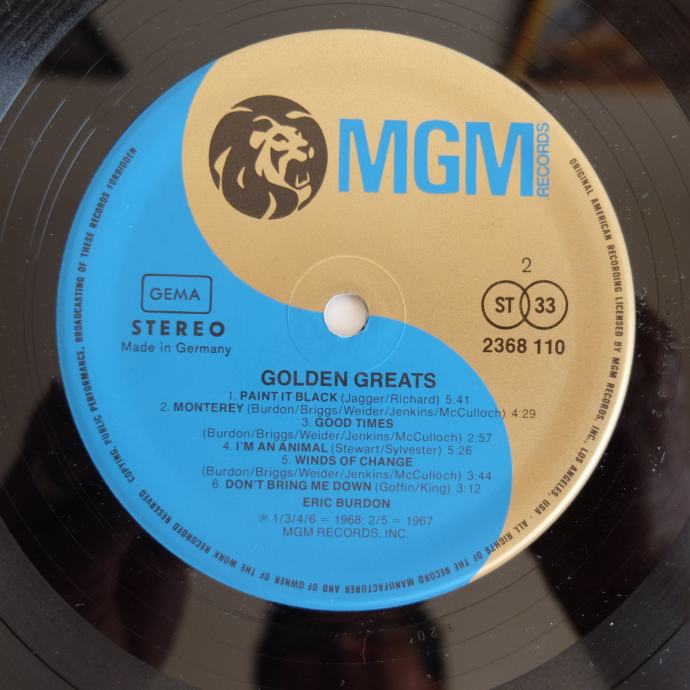 MGM
RECORDS
GEMA
STEREO
Made in Germany
2
ST 33
2368 110
GOLDEN GREATS
1. PAINT IT BLACK (Jagger/Richard) 5:41
2. MONTEREY (Burdon/Briggs/Weider/Jenkins/McCulloch) 4:29
3. GOOD TIMES
(Burdon/Briggs/Weider/Jenkins/McCulloch) 2:57
4. I'M AN ANIMAL (Stewart/Sylvester) 5:26
5. WINDS OF CHANGE
(Burdon/Briggs/Weider/Jenkins/McCulloch) 3:44
6. DON'T BRING ME DOWN (Goffin/King) 3:12
ERIC BURDON
℗ 1/3/4/6 = 1968; 2/5 = 1967
MGM RECORDS, INC.
ORIGINAL AMERICAN RECORDING LICENSED BY MGM RECORDS, INC., LOS ANGELES, USA · ALL RIGHTS OF THE RECORD MANUFACTURER AND OF OWNER OF THE WORK RECORDED RESERVED COPYING, PUBLIC PERFORMANCE, BROADCASTING OF THESE RECORDS FORBIDDEN